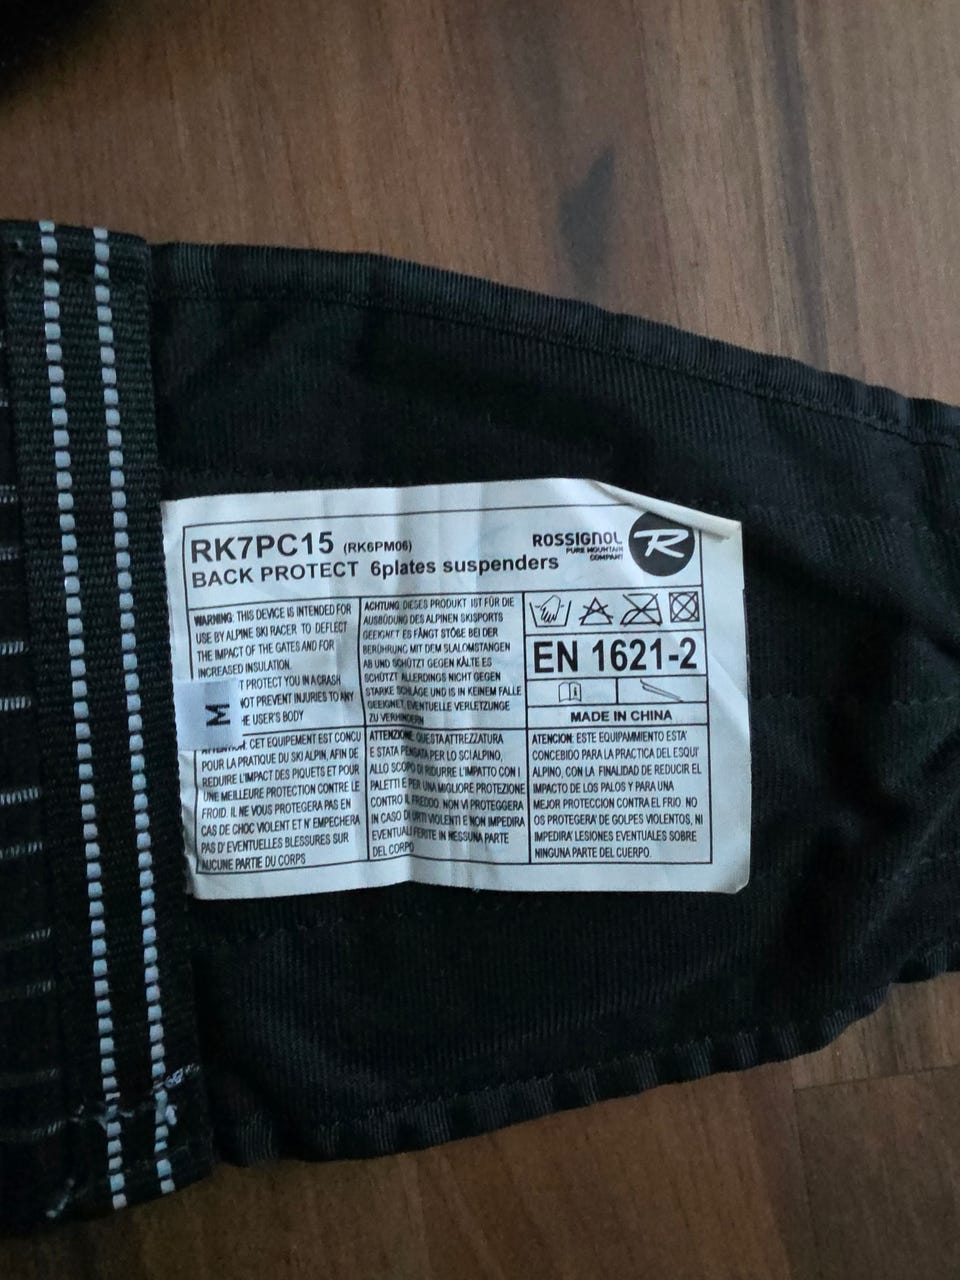 RK7PC15 (RK6PM06)
BACK PROTECT 6plates suspenders
ROSSIGNOL
PURE MOUNTAIN
COMPANY
R
WARNING: THIS DEVICE IS INTENDED FOR
USE BY ALPINE SKI RACER TO DEFLECT
THE IMPACT OF THE GATES AND FOR
INCREASED INSULATION.
T PROTECT YOU IN A CRASH
NOT PREVENT INJURIES TO ANY
HE USER'S BODY
M
ACHTUNG DIESES PRODUKT IST FÜR DIE
AUSBÜDUNG DES ALPINEN SKISPORTS
GEEIGNET ES FÄNGT STÖBE BEI DER
BERÜHRUNG MIT DEM SLALOMSTANGEN
AB UND SCHÜTZT GEGEN KÄLTE ES
SCHÜTZT ALLERDINGS NICHT GEGEN
STARKE SCHLÄGE UND IS IN KEINEM FALLE
GEEIGNET, EVENTUELLE VERLETZUNGE
ZU VERHINDERN
EN 1621-2
MADE IN CHINA
ATTENTION: CET EQUIPEMENT EST CONCU
POUR LA PRATIQUE DU SKI ALPIN, AFIN DE
REDUIRE L'IMPACT DES PIQUETS ET POUR
UNE MEILLEURE PROTECTION CONTRE LE
FROID. IL NE VOUS PROTEGERA PAS EN
CAS DE CHOC VIOLENT ET N' EMPECHERA
PAS D' EVENTUELLES BLESSURES SUR
AUCUNE PARTIE DU CORPS
ATTENZIONE, QUESTA ATTREZZATURA
E STATA PENSATA PER LO SCI ALPINO,
ALLO SCOPO DI RIDURRE L'IMPATTO CON I
PALETTI E PER UNA MIGLIORE PROTEZIONE
CONTRO IL FREDDO. NON VI PROTEGGERA
IN CASO DI URTI VIOLENTI E NON IMPEDIRA
EVENTUALI FERITE IN NESSUNA PARTE
DEL CORPO
ATENCION: ESTE EQUIPAMMIENTO ESTA'
CONCEBIDO PARA LA PRACTICA DEL ESQUI'
ALPINO, CON LA FINALIDAD DE REDUCIR EL
IMPACTO DE LOS PALOS Y PARA UNA
MEJOR PROTECCION CONTRA EL FRIO. NO
OS PROTEGERA' DE GOLPES VIOLENTOS, NI
IMPEDIRA' LESIONES EVENTUALES SOBRE
NINGUNA PARTE DEL CUERPO.